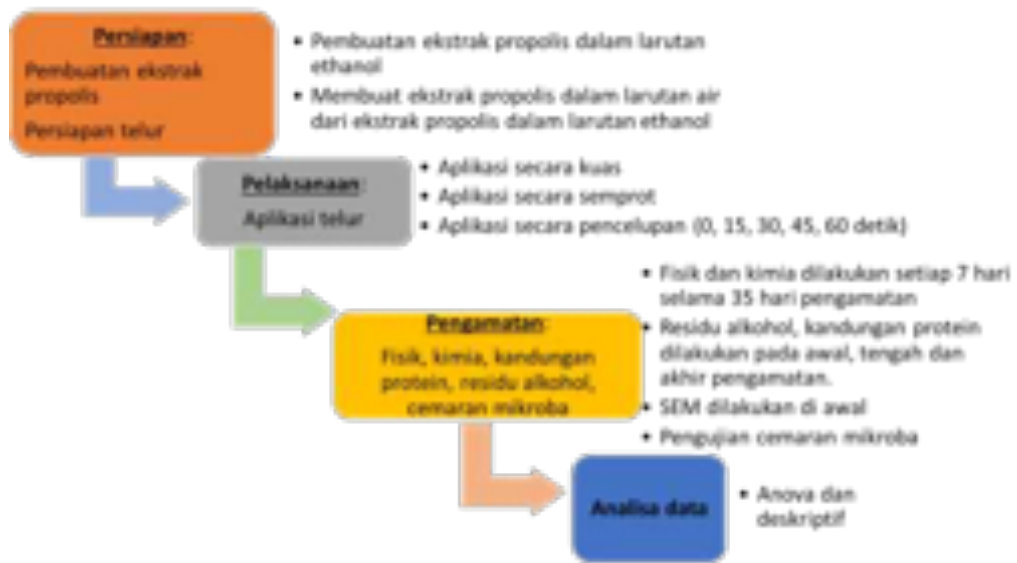 Persiapan:
Pembuatan ekstrak
propolis
Persiapan telur
• Pembuatan ekstrak propolis dalam larutan
ethanol
• Membuat ekstrak propolis dalam larutan air
dari ekstrak propolis dalam larutan ethanol
Pelaksanaan:
Aplikasi telur
• Aplikasi secara kuas
• Aplikasi secara semprot
• Aplikasi secara pencelupan (0, 15, 30, 45, 60 detik)
Pengamatan:
Fisik, kimia, kandungan
protein, residu alkohol,
cemaran mikroba
• Fisik dan kimia dilakukan setiap 7 hari
selama 35 hari pengamatan
• Residu alkohol, kandungan protein
dilakukan pada awal, tengah dan
akhir pengamatan.
• SEM dilakukan di awal
• Pengujian cemaran mikroba
Analisa data
• Anova dan
deskriptif